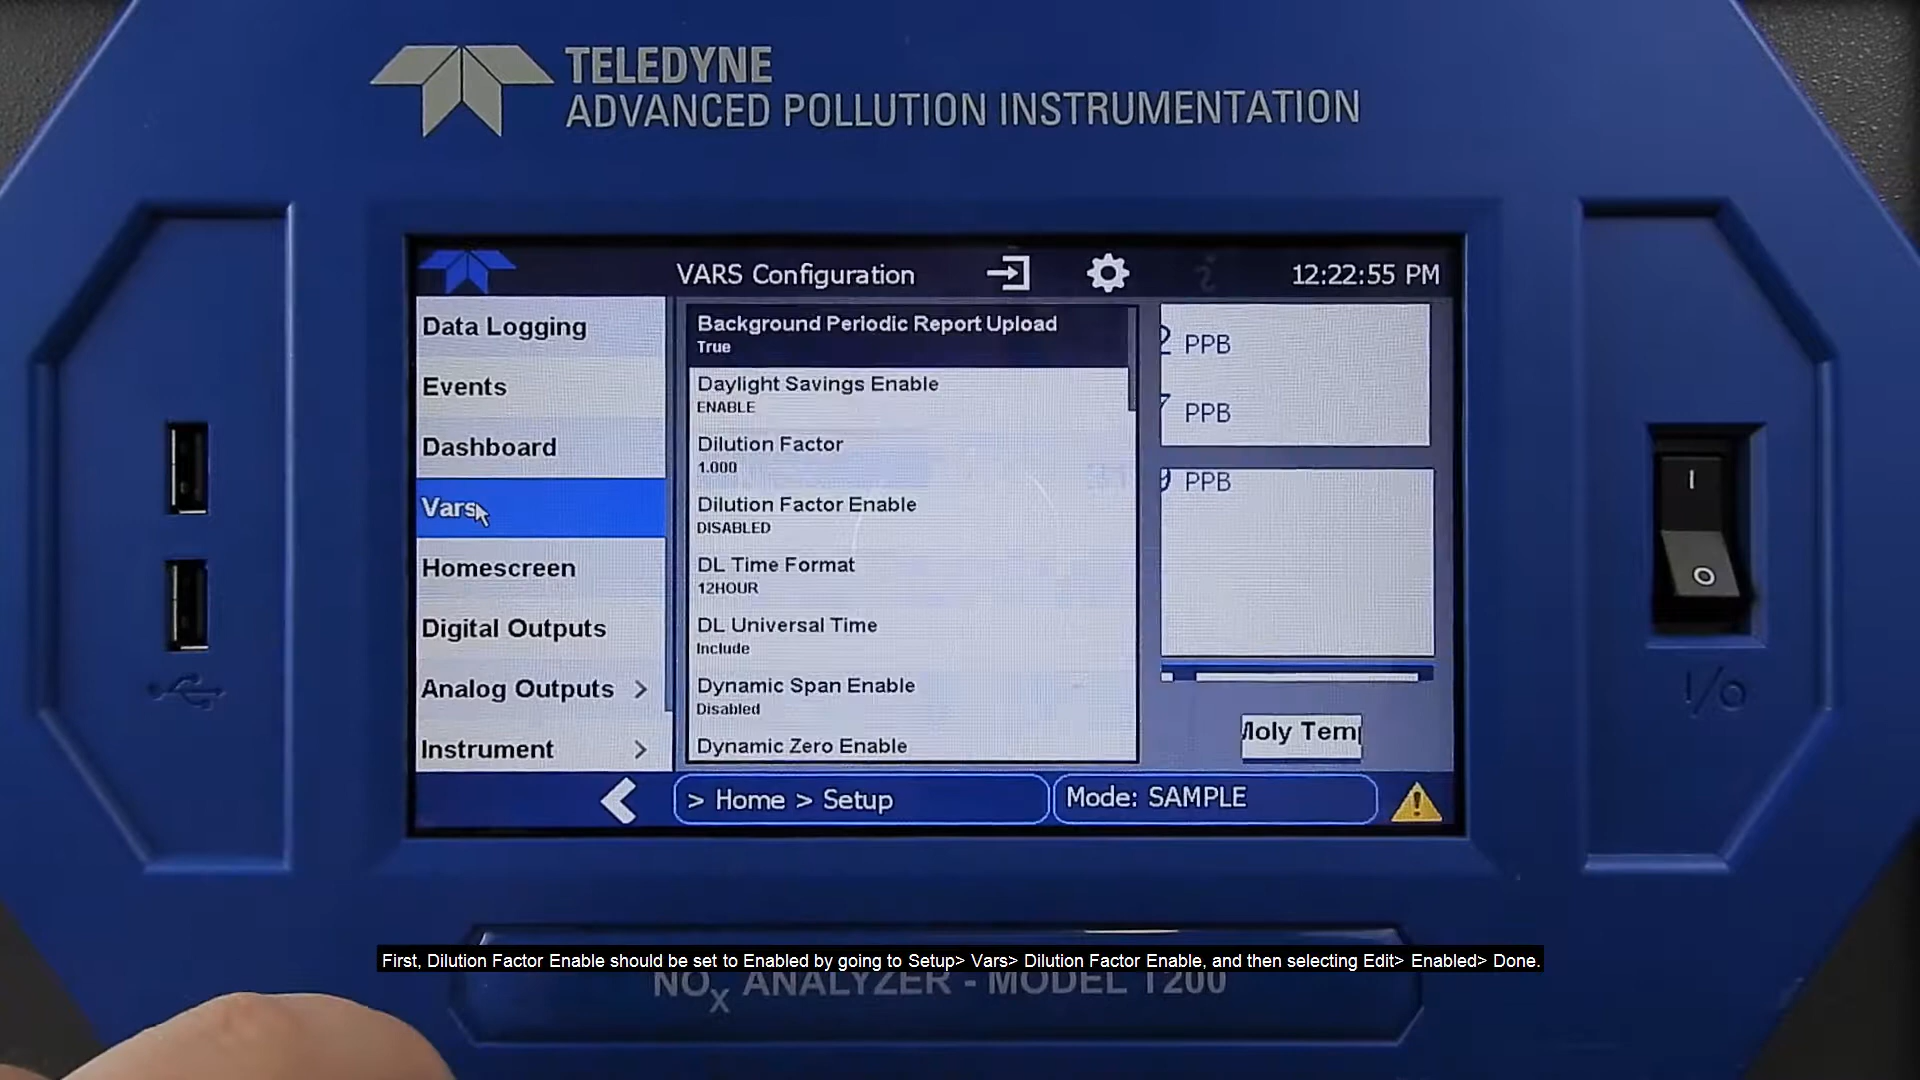 TELEDYNE
ADVANCED POLLUTION INSTRUMENTATION
VARS Configuration
12:22:55 PM
Data Logging
Events
Dashboard
Vars
Homescreen
Digital Outputs
Analog Outputs >
Instrument >
Background Periodic Report Upload
True
Daylight Savings Enable
ENABLE
Dilution Factor
1.000
Dilution Factor Enable
DISABLED
DL Time Format
12HOUR
DL Universal Time
Include
Dynamic Span Enable
Disabled
Dynamic Zero Enable
PPB
PPB
PPB
Moly Temp
> Home > Setup
Mode: SAMPLE
I
O
I/O
First, Dilution Factor Enable should be set to Enabled by going to Setup> Vars> Dilution Factor Enable, and then selecting Edit> Enabled> Done.
NOX ANALYZER - MODEL T200